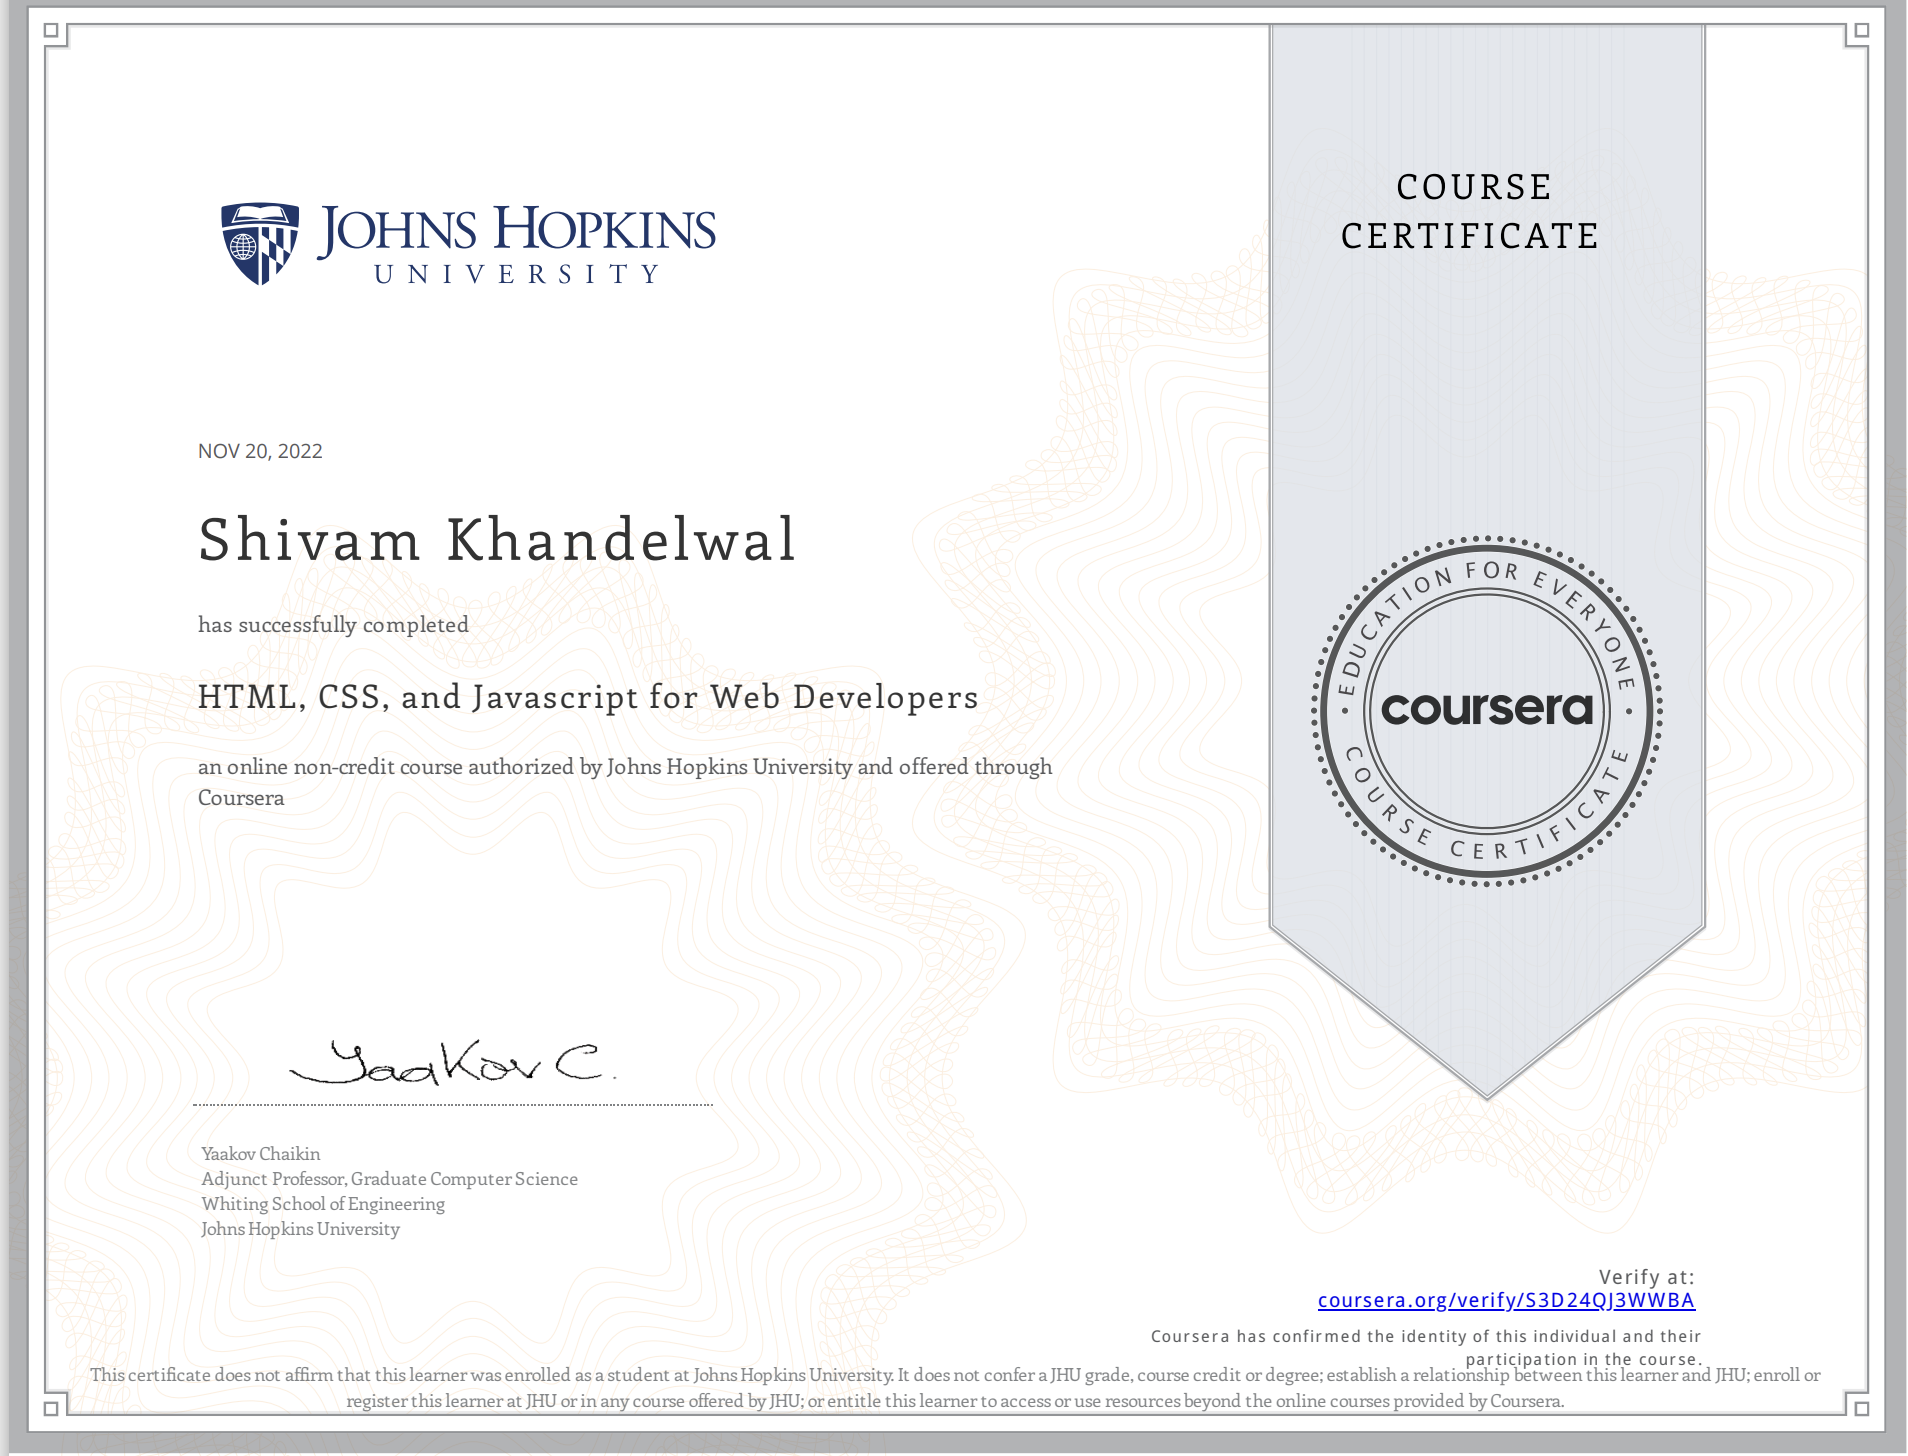 JOHNS HOPKINS
UNIVERSITY
COURSE
CERTIFICATE
NOV 20, 2022
Shivam Khandelwal
has successfully completed
HTML, CSS, and Javascript for Web Developers
an online non-credit course authorized by Johns Hopkins University and offered through
Coursera
EDUCATION FOR EVERYONE
coursera
COURSE CERTIFICATE
Yaakov C.
Yaakov Chaikin
Adjunct Professor, Graduate Computer Science
Whiting School of Engineering
Johns Hopkins University
Verify at:
coursera.org/verify/S3D24QJ3WWBA
Coursera has confirmed the identity of this individual and their
participation in the course.
This certificate does not affirm that this learner was enrolled as a student at Johns Hopkins University. It does not confer a JHU grade, course credit or degree; establish a relationship between this learner and JHU; enroll or
register this learner at JHU or in any course offered by JHU; or entitle this learner to access or use resources beyond the online courses provided by Coursera.